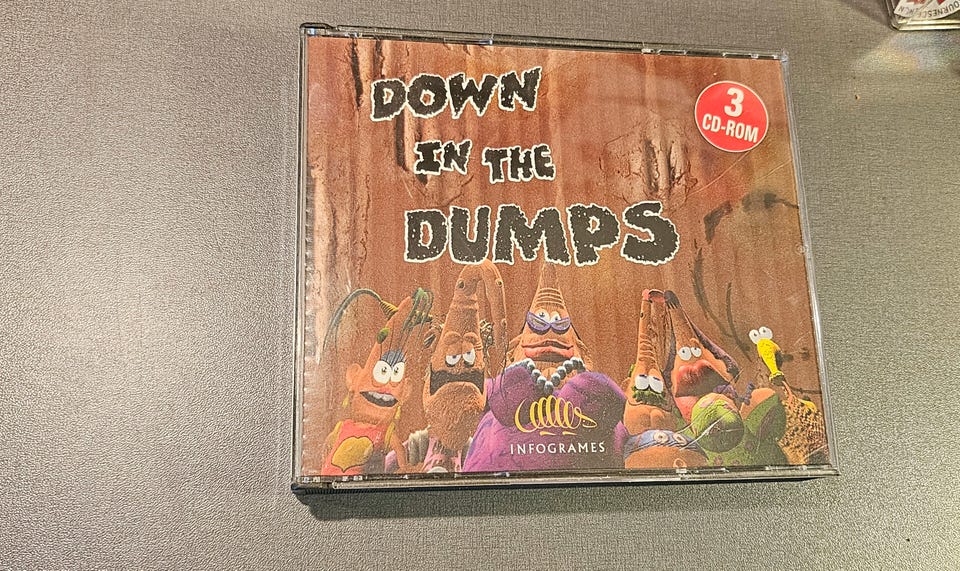 DOWN
IN THE
DUMPS
3
CD-ROM
INFOGRAMES